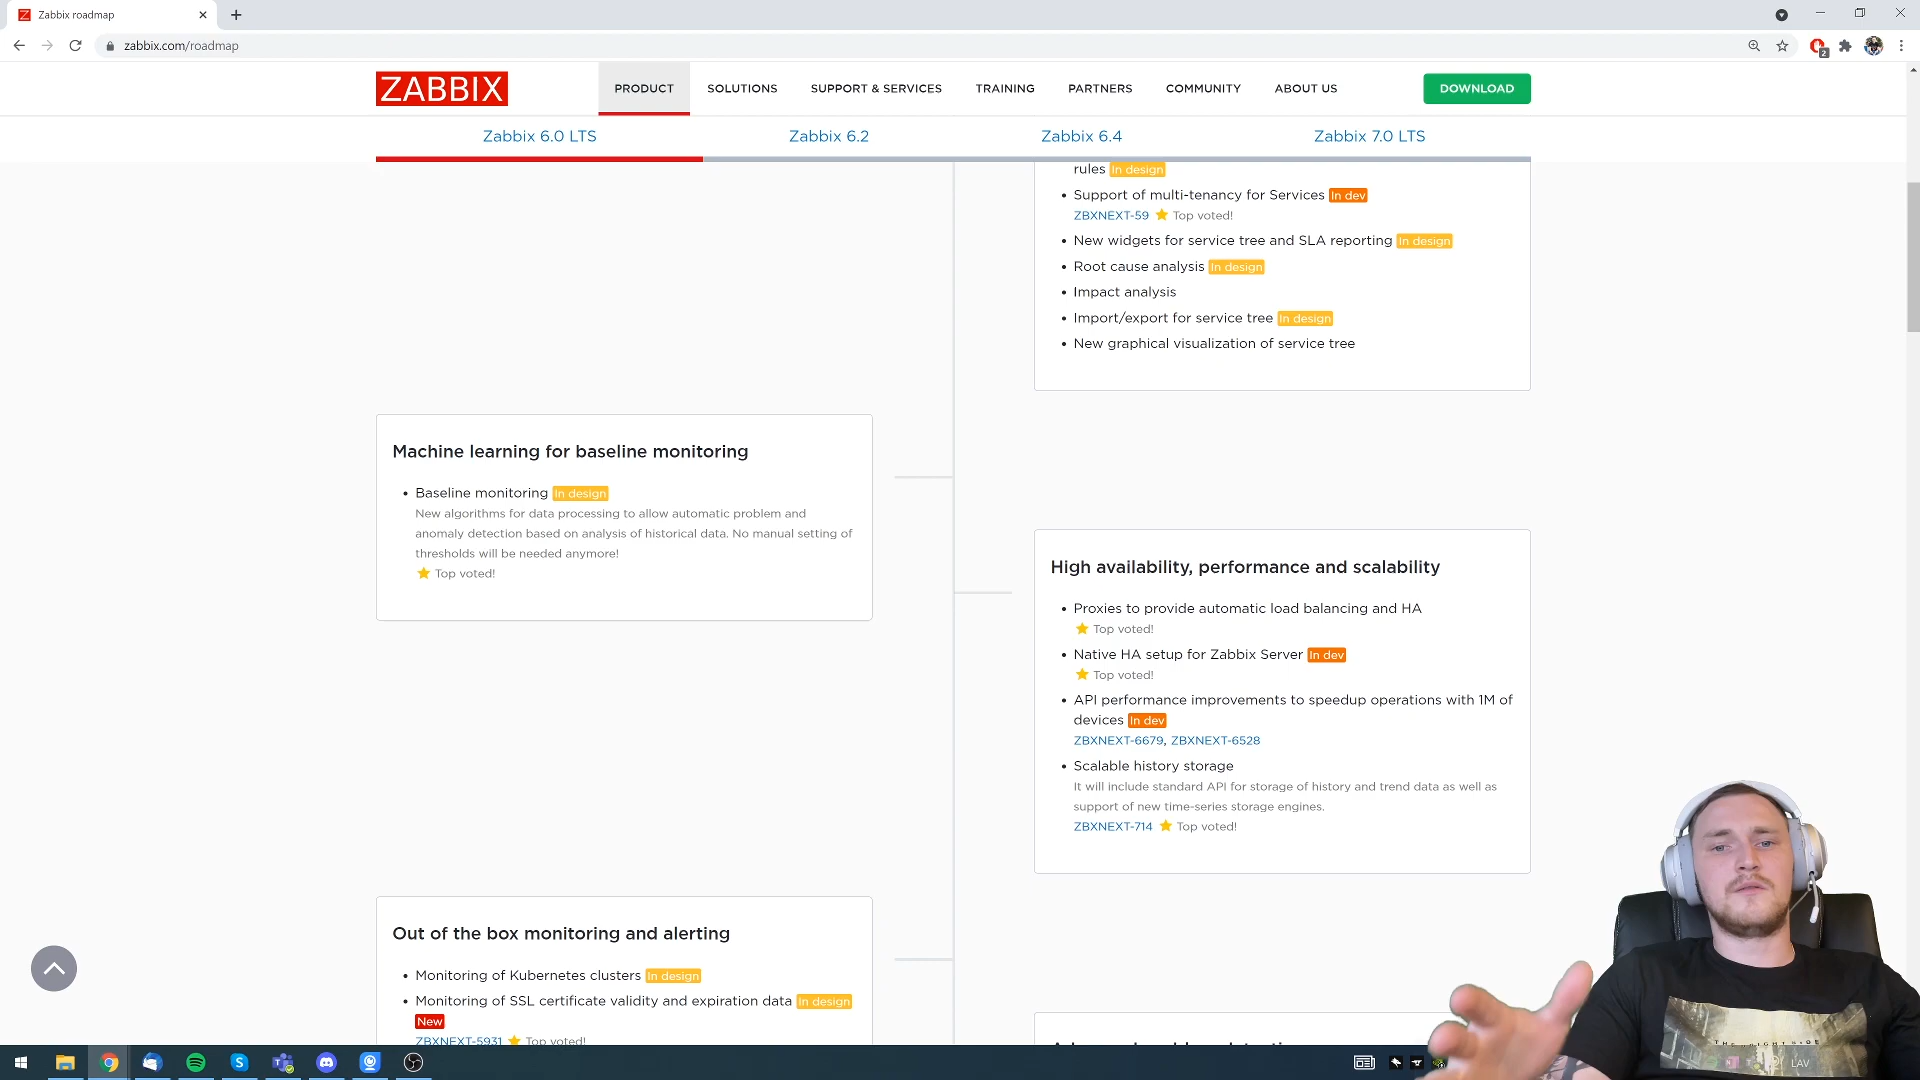 Zabbix roadmap
zabbix.com/roadmap
2
ZABBIX
PRODUCT
SOLUTIONS
SUPPORT & SERVICES
TRAINING
PARTNERS
COMMUNITY
ABOUT US
DOWNLOAD
Zabbix 6.0 LTS
Zabbix 6.2
Zabbix 6.4
Zabbix 7.0 LTS
rules In design
Support of multi-tenancy for Services In dev
ZBXNEXT-59 Top voted!
New widgets for service tree and SLA reporting In design
Root cause analysis In design
Impact analysis
Import/export for service tree In design
New graphical visualization of service tree
Machine learning for baseline monitoring
Baseline monitoring In design
New algorithms for data processing to allow automatic problem and
anomaly detection based on analysis of historical data. No manual setting of
thresholds will be needed anymore!
Top voted!
High availability, performance and scalability
Proxies to provide automatic load balancing and HA
Top voted!
Native HA setup for Zabbix Server In dev
Top voted!
API performance improvements to speedup operations with 1M of
devices In dev
ZBXNEXT-6679, ZBXNEXT-6528
Scalable history storage
It will include standard API for storage of history and trend data as well as
support of new time-series storage engines.
ZBXNEXT-714 Top voted!
Out of the box monitoring and alerting
Monitoring of Kubernetes clusters In design
Monitoring of SSL certificate validity and expiration data In design
New
ZBXNEXT-5931 Top voted!
LAV